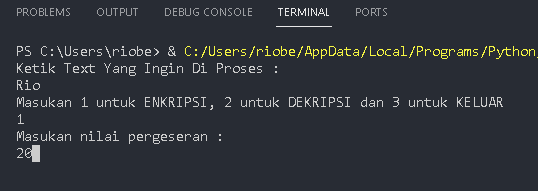 PROBLEMS OUTPUT DEBUG CONSOLE TERMINAL PORTS
PS C:\Users\riobe> & C:/Users/riobe/AppData/Local/Programs/Python
Ketik Text Yang Ingin Di Proses :
Rio
Masukan 1 untuk ENKRIPSI, 2 untuk DEKRIPSI dan 3 untuk KELUAR
1
Masukan nilai pergeseran :
20